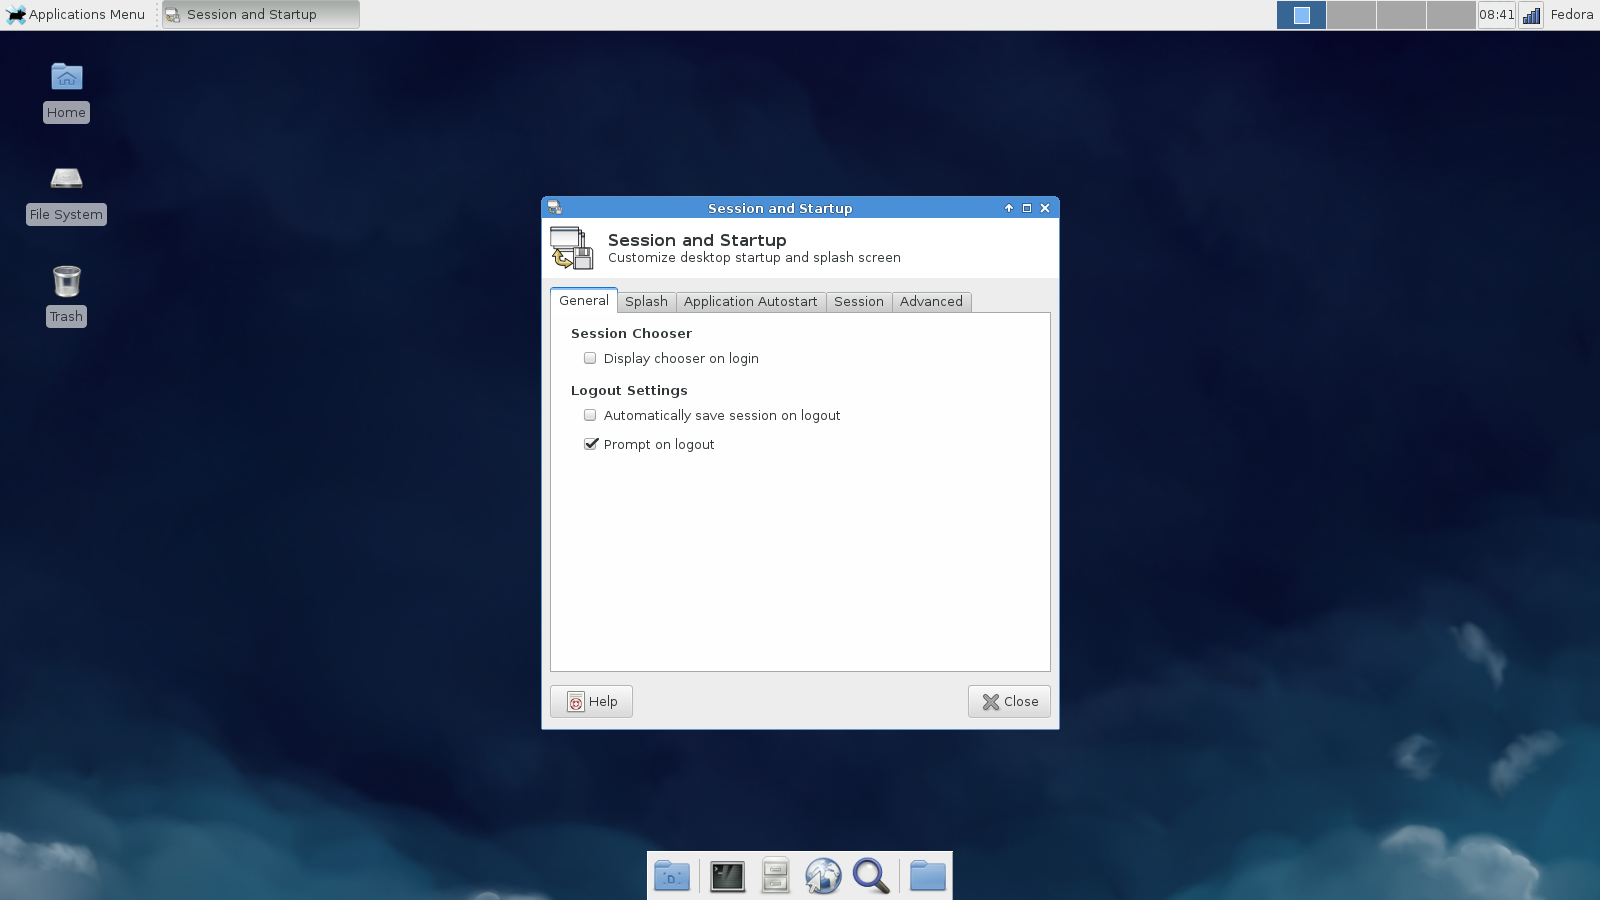 Applications Menu
Session and Startup
08:41
Fedora
Home
File System
Trash
Session and Startup
Session and Startup
Customize desktop startup and splash screen
General Splash Application Autostart Session Advanced
Session Chooser
Display chooser on login
Logout Settings
Automatically save session on logout
Prompt on logout
Help
Close